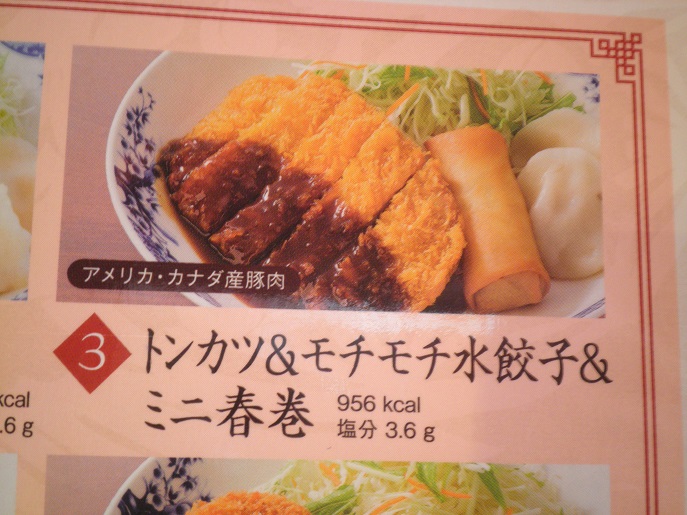 アメリカ・カナダ産豚肉
3
トンカツ&モチモチ水餃子&
ミニ春巻
956 kcal
塩分 3.6 g
kcal
.6 g